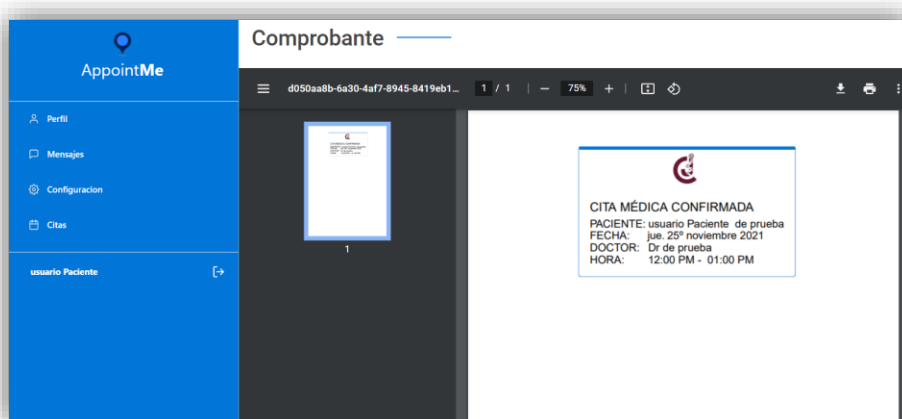 AppointMe
Perfil
Mensajes
Configuracion
Citas
usuario Paciente
Comprobante
d050aa8b-6a30-4af7-8945-8419eb1... 1 / 1 | − 75% + |
1
CITA MÉDICA CONFIRMADA
PACIENTE: usuario Paciente de prueba
FECHA: jue. 25º noviembre 2021
DOCTOR: Dr de prueba
HORA: 12:00 PM - 01:00 PM